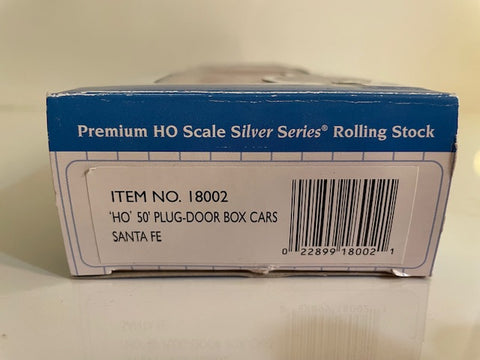 Premium HO Scale Silver Series® Rolling Stock
ITEM NO. 18002
'HO' 50' PLUG-DOOR BOX CARS
SANTA FE
0 22899 18002 1